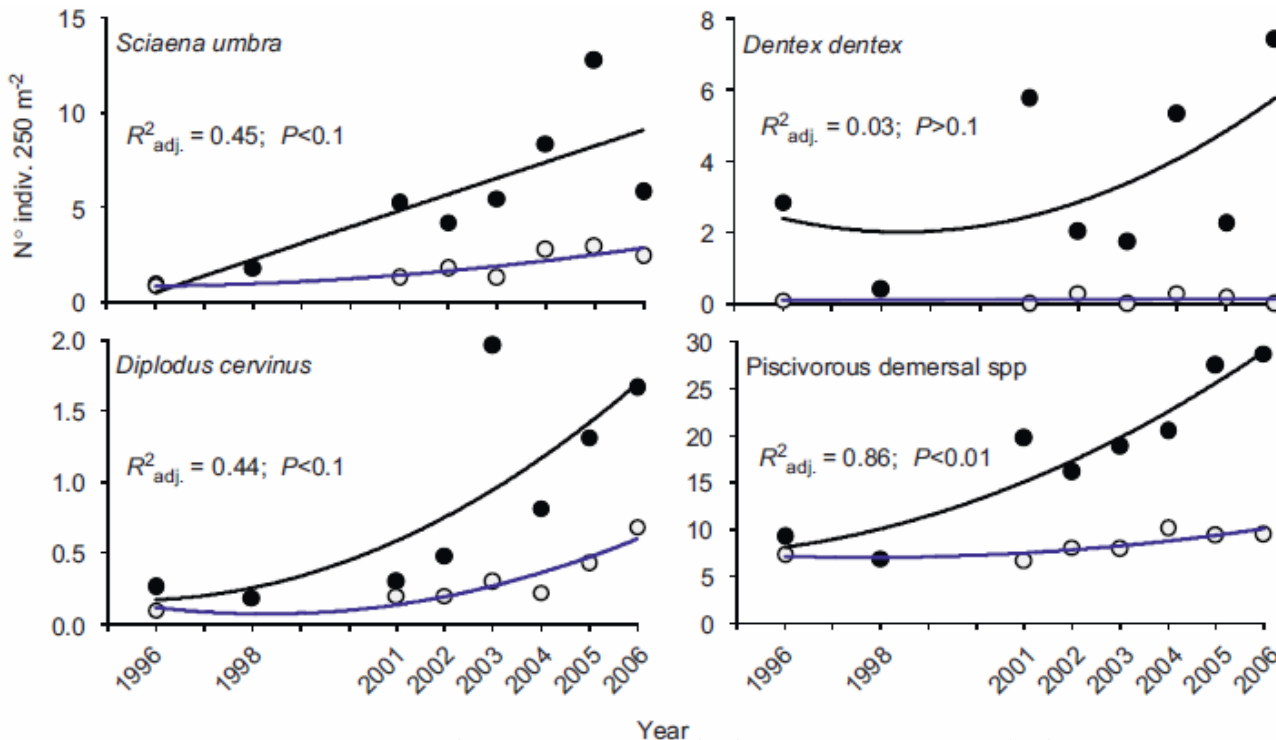 N° indiv. 250 m-2
Sciaena umbra
R2adj. = 0.45; P<0.1
15
10
5
0
Dentex dentex
R2adj. = 0.03; P>0.1
8
6
4
2
0
Diplodus cervinus
R2adj. = 0.44; P<0.1
2.0
1.5
1.0
0.5
0.0
1996 1998 2001 2002 2003 2004 2005 2006
Piscivorous demersal spp
R2adj. = 0.86; P<0.01
30
25
20
15
10
5
0
1996 1998 2001 2002 2003 2004 2005 2006
Year